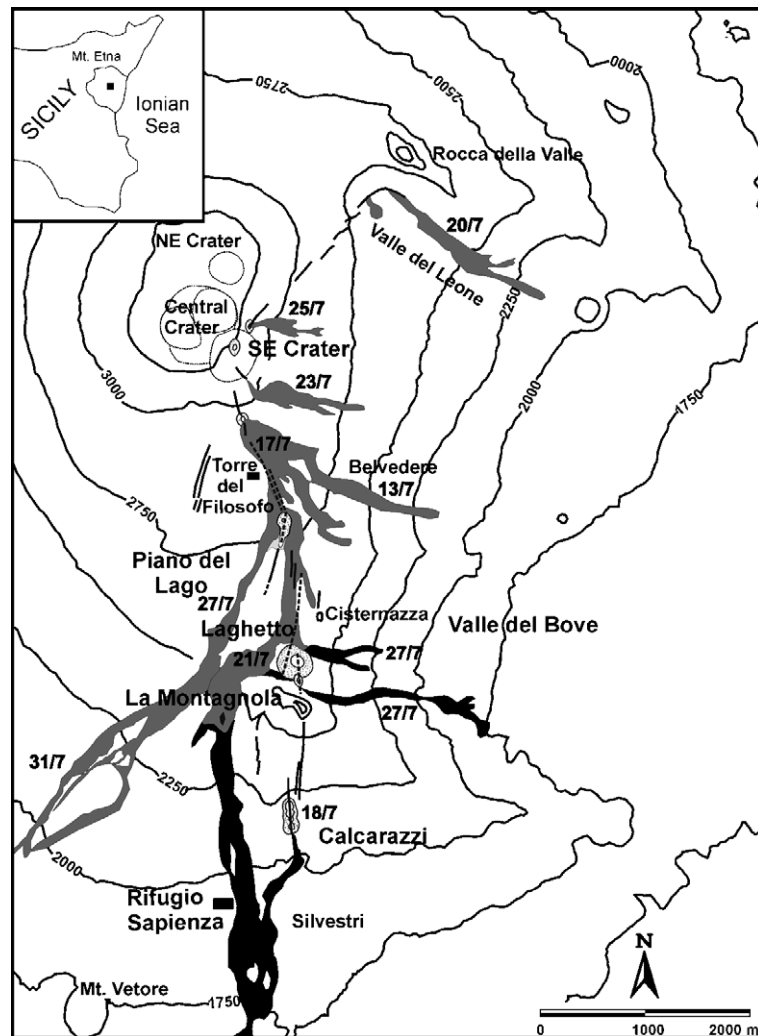 Mt. Etna
SICILY
Ionian
Sea
2750
2500
2000
Rocca della Valle
20/7
Valle del Leone
NE Crater
2250
Central
Crater
25/7
SE Crater
2000
1750
3000
23/7
17/7
Belvedere
13/7
Torre
del
Filosofo
2750
Piano del
Lago
27/7
Cisternazza
Laghetto
Valle del Bove
21/7
27/7
La Montagnola
27/7
31/7
2250
18/7
Calcarazzi
2000
Rifugio
Sapienza
Silvestri
N
Mt. Vetore
1750
0 1000 2000 m